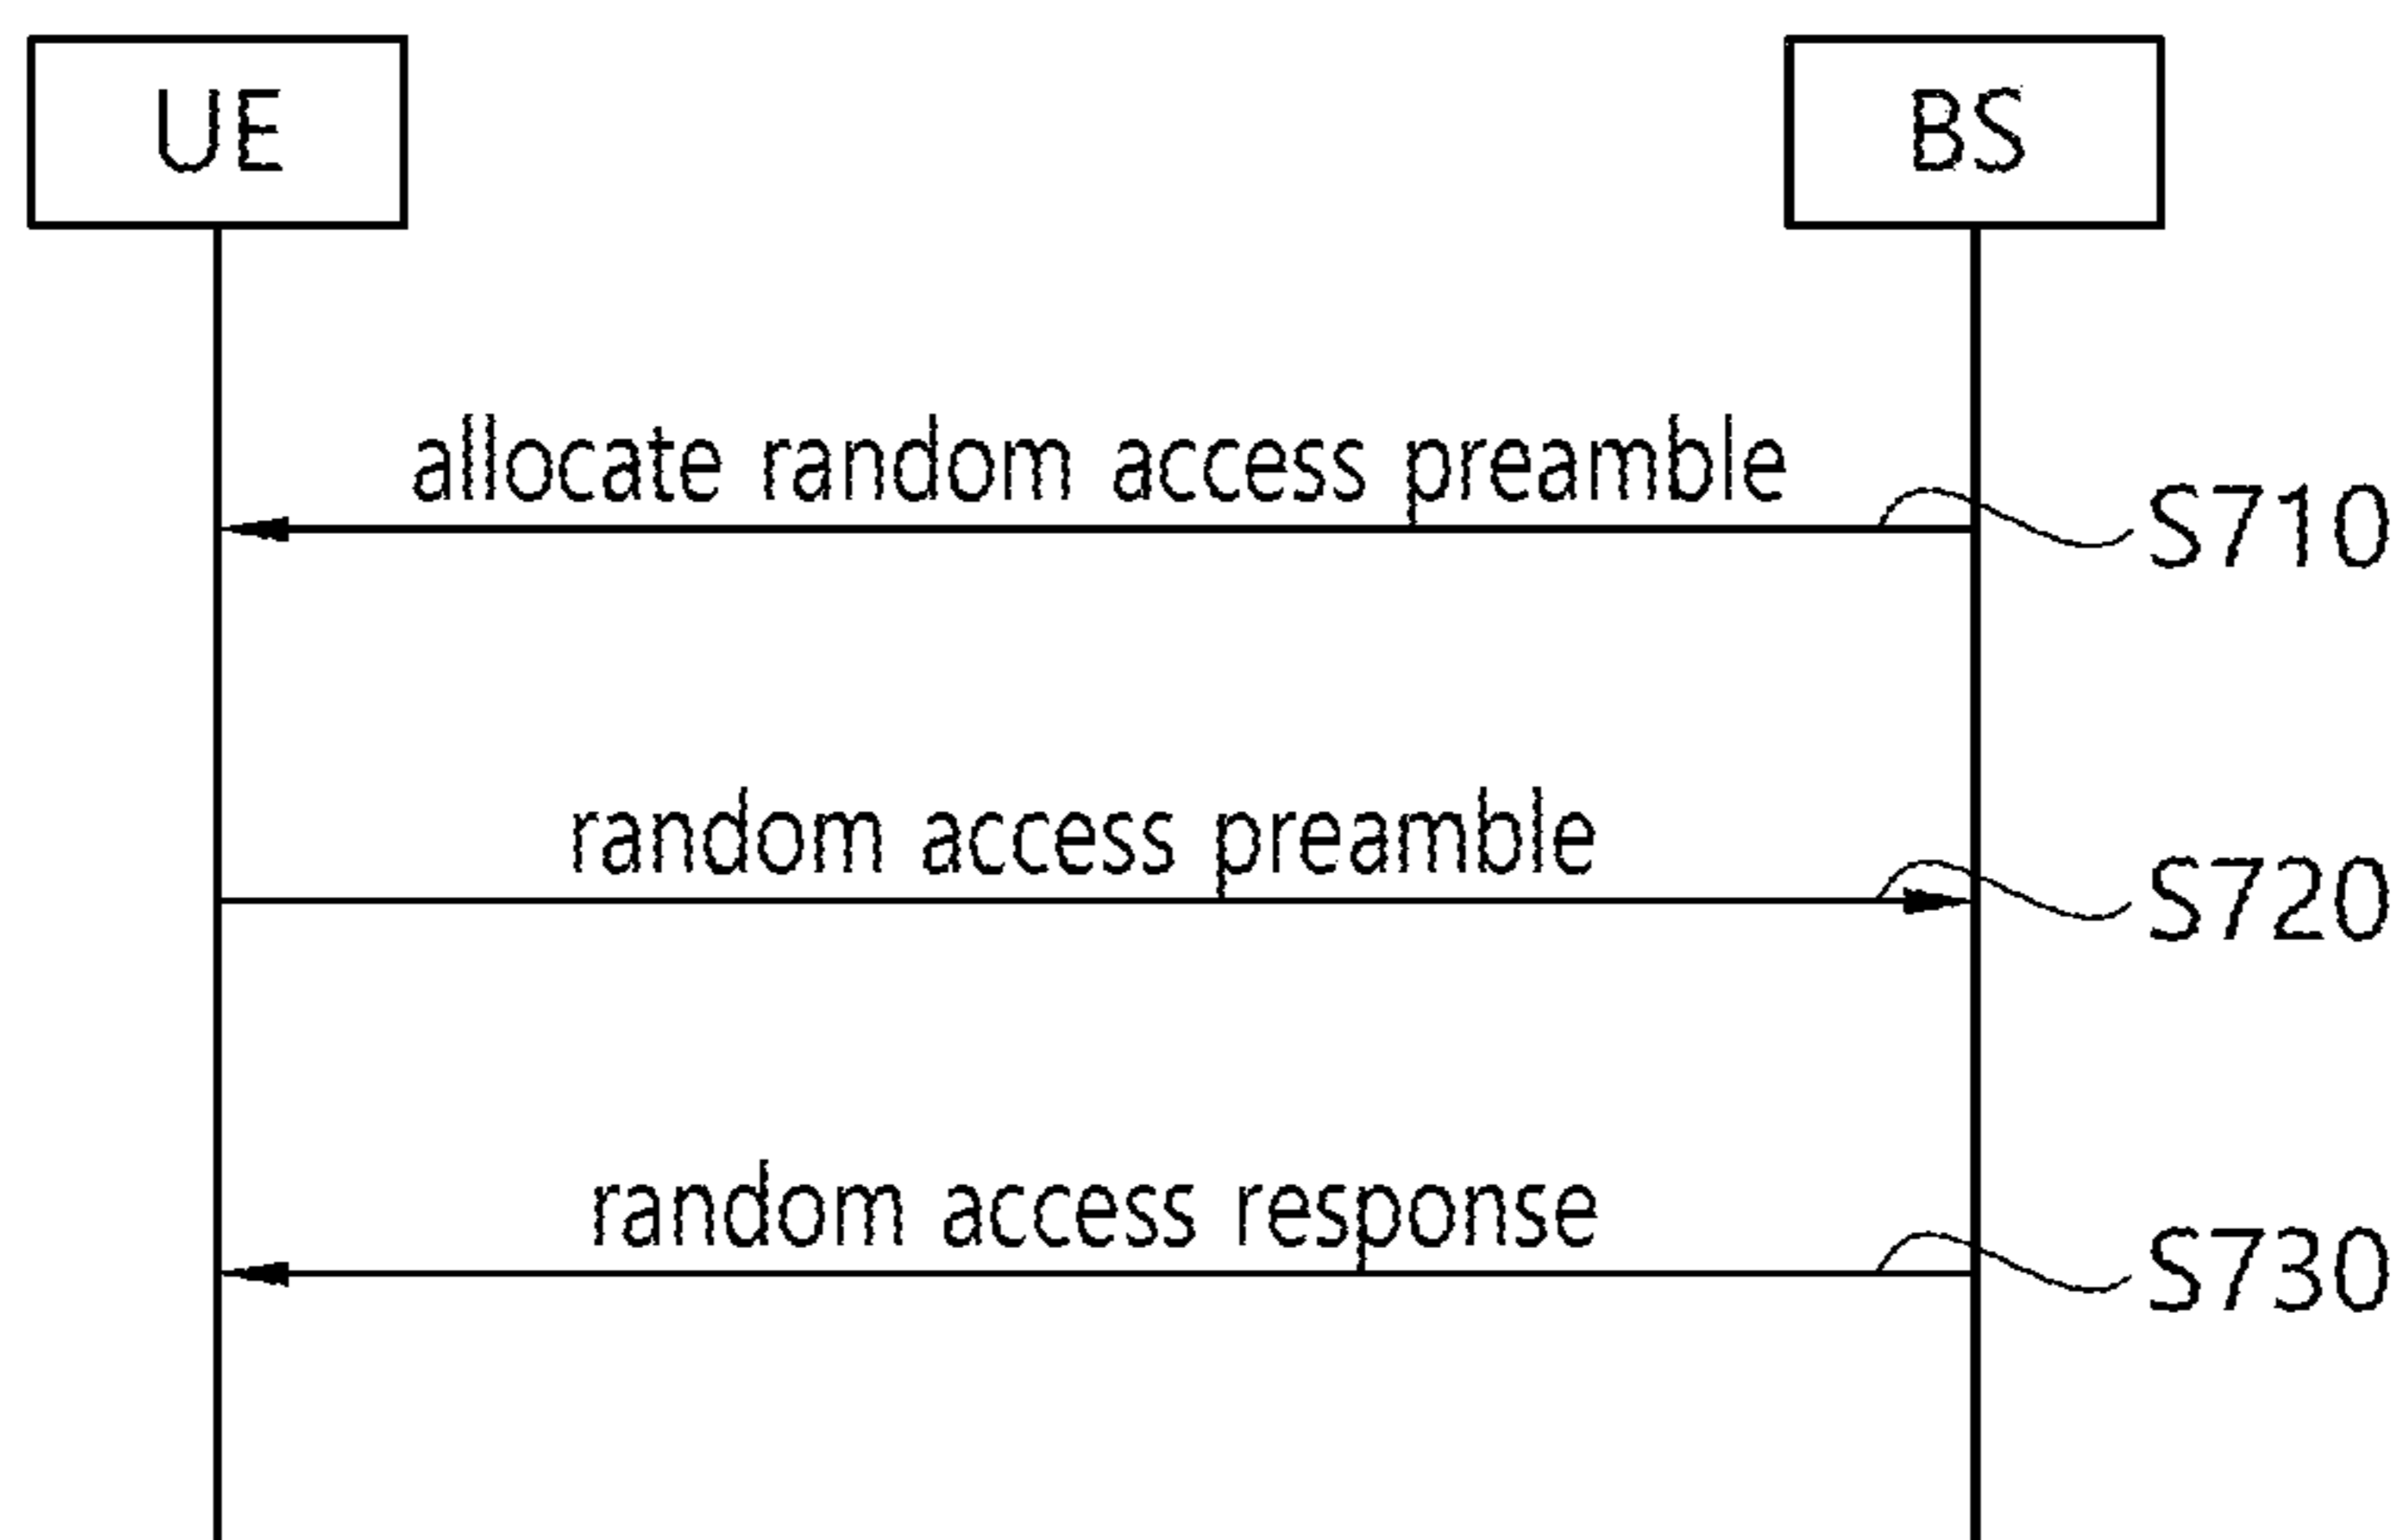 UE
BS
allocate random access preamble
S710
random access preamble
S720
random access response
S730